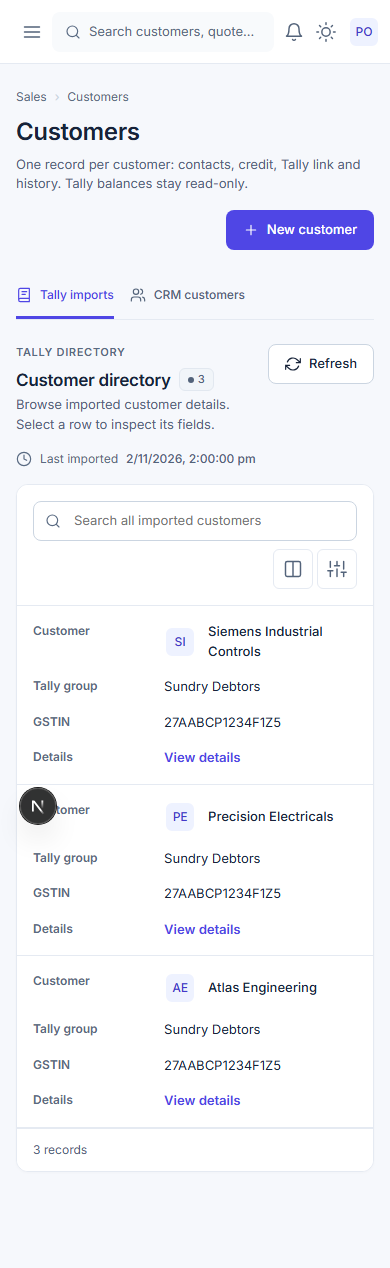 Search customers, quote...
PO
Sales > Customers
Customers
One record per customer: contacts, credit, Tally link and
history. Tally balances stay read-only.
+ New customer
Tally imports
CRM customers
TALLY DIRECTORY
Customer directory
3
Refresh
Browse imported customer details.
Select a row to inspect its fields.
Last imported 2/11/2026, 2:00:00 pm
Search all imported customers
Customer
SI
Siemens Industrial
Controls
Tally group
Sundry Debtors
GSTIN
27AABCP1234F1Z5
Details
View details
N
tomer
PE
Precision Electricals
Tally group
Sundry Debtors
GSTIN
27AABCP1234F1Z5
Details
View details
Customer
AE
Atlas Engineering
Tally group
Sundry Debtors
GSTIN
27AABCP1234F1Z5
Details
View details
3 records